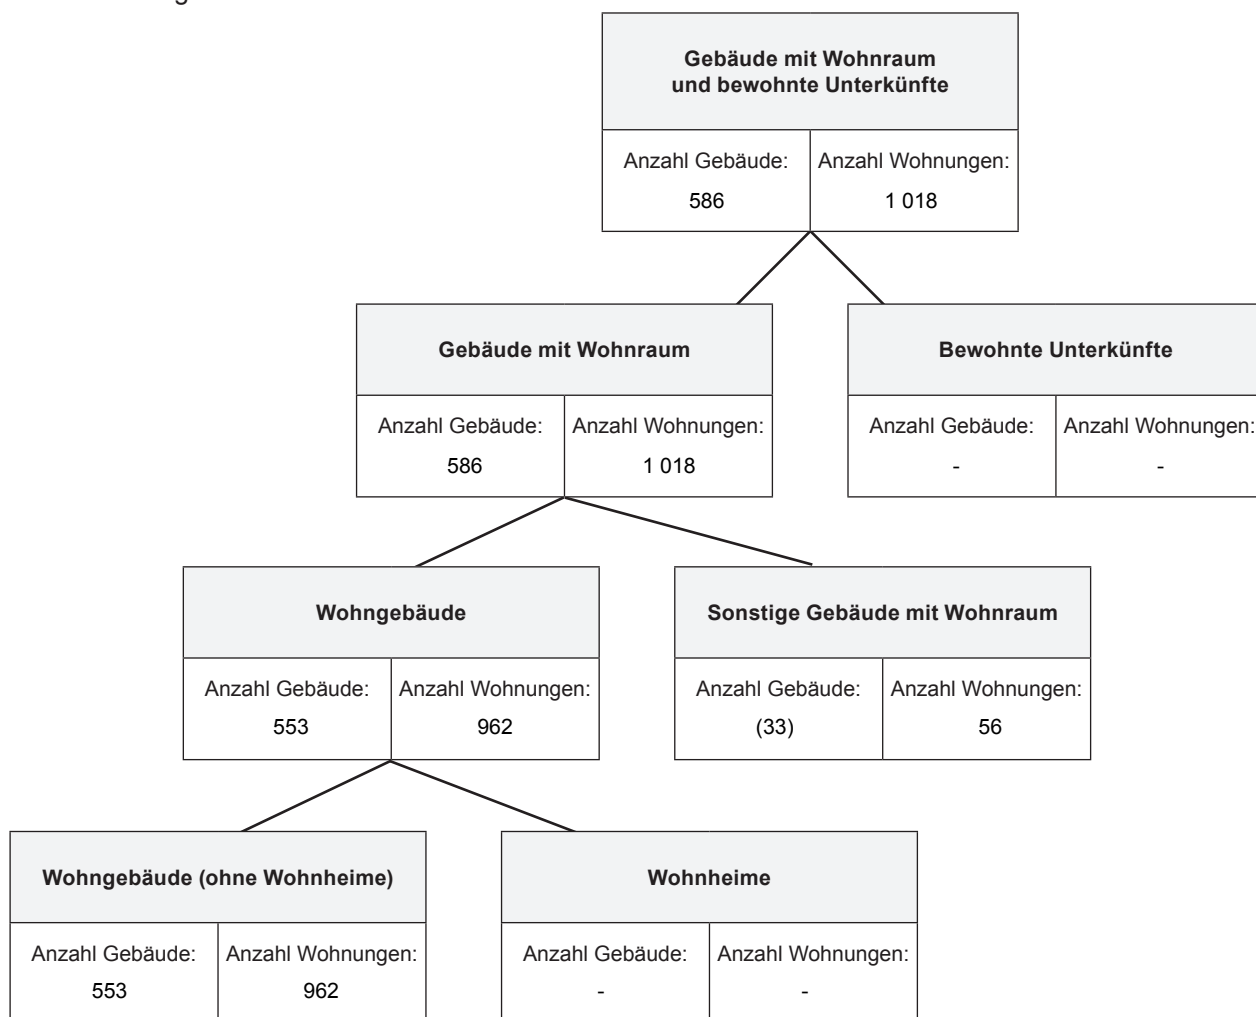 Gebäude mit Wohnraum
und bewohnte Unterkünfte
Anzahl Gebäude: Anzahl Wohnungen:
586 1 018
Gebäude mit Wohnraum
Anzahl Gebäude: Anzahl Wohnungen:
586 1 018
Bewohnte Unterkünfte
Anzahl Gebäude: Anzahl Wohnungen:
- -
Wohngebäude
Anzahl Gebäude: Anzahl Wohnungen:
553 962
Sonstige Gebäude mit Wohnraum
Anzahl Gebäude: Anzahl Wohnungen:
(33) 56
Wohngebäude (ohne Wohnheime)
Anzahl Gebäude: Anzahl Wohnungen:
553 962
Wohnheime
Anzahl Gebäude: Anzahl Wohnungen:
- -